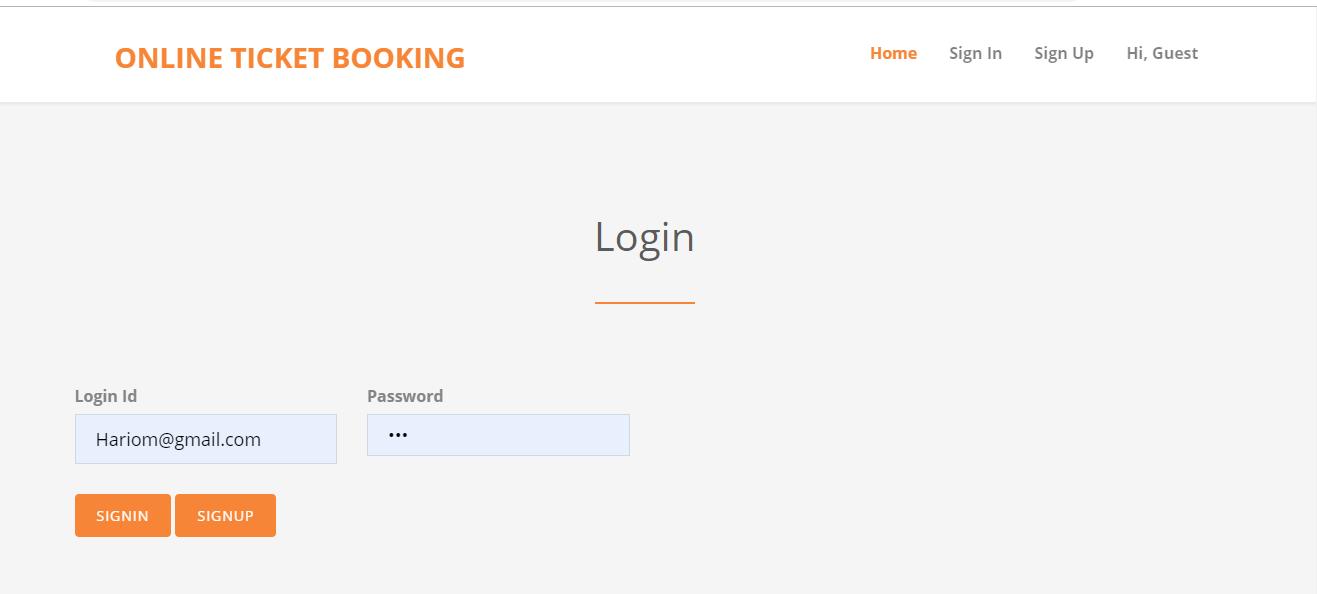 ONLINE TICKET BOOKING
Home Sign In Sign Up Hi, Guest
Login
Login Id Password
Hariom@gmail.com •••
SIGNIN SIGNUP